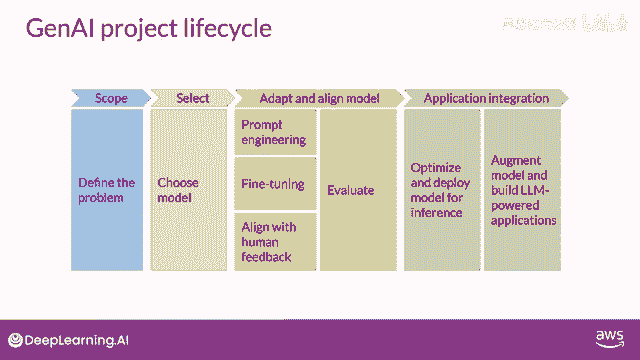 GenAI project lifecycle
Scope
Select
Adapt and align model
Application integration
Define the
problem
Choose
model
Prompt
engineering
Fine-tuning
Align with
human
feedback
Evaluate
Optimize
and deploy
model for
inference
Augment
model and
build LLM-
powered
applications
DeepLearning.AI
aws